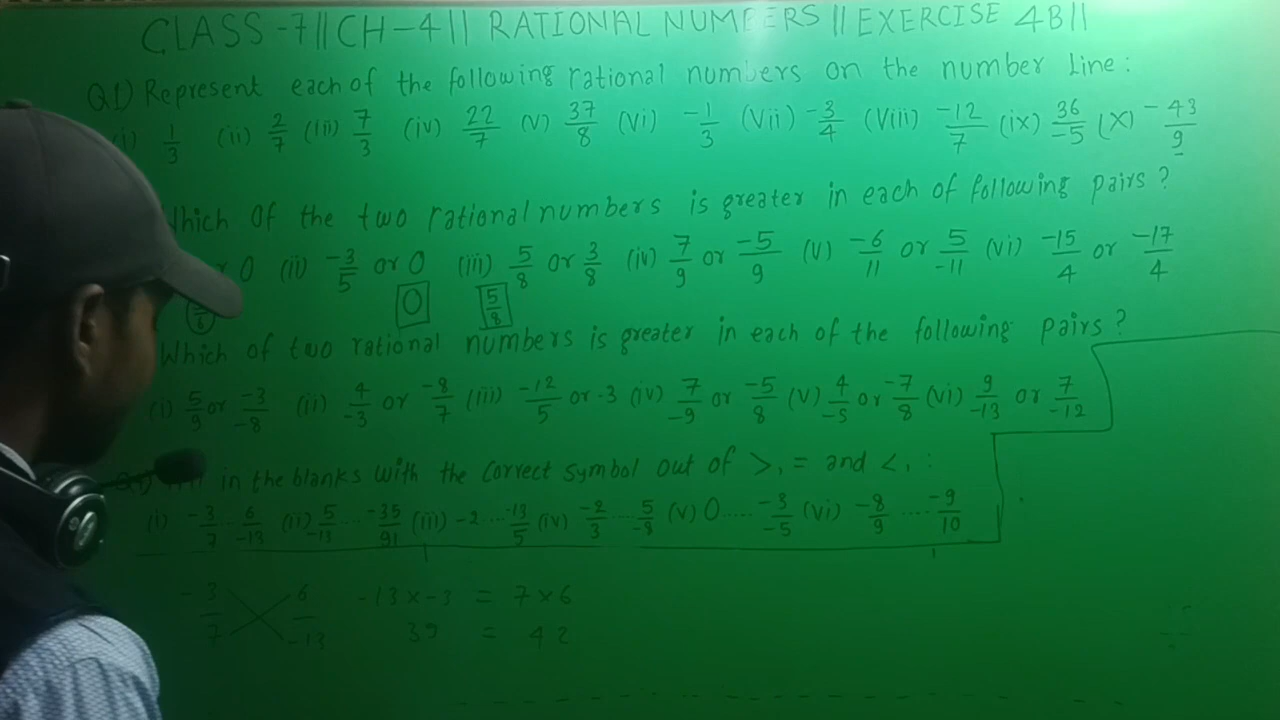 CLASS -7 || CH-4 || RATIONAL NUMBERS || EXERCISE 4B ||
Q1) Represent each of the following rational numbers on the number line:
(i) 1/3 (ii) 2/7 (iii) 7/3 (iv) 22/7 (v) 37/8 (vi) -1/3 (vii) -3/4 (viii) -12/7 (ix) 36/-5 (x) -43/9
Which of the two rational numbers is greater in each of following pairs?
or 0 (ii) -3/5 or 0 (iii) 5/8 or 3/8 (iv) 7/9 or -5/9 (v) -6/11 or 5/-11 (vi) -15/4 or -17/4
0 5/8
Which of two rational numbers is greater in each of the following pairs?
(i) 5/9 or -3/-8 (ii) 4/-3 or -8/7 (iii) -12/5 or -3 (iv) 7/-9 or -5/8 (v) 4/-5 or -7/8 (vi) 9/-13 or 7/-12
in the blanks with the correct symbol out of >, = and <, :
(i) -3/7 ... 6/-13 (ii) 5/-13 ... -35/91 (iii) -2 .... -13/5 (iv) -2/3 .... 5/-8 (v) 0 ..... -3/-5 (vi) -8/9 .... -9/10
-3/7 6/-13 -13 x -3 = 7 x 6
39 = 42